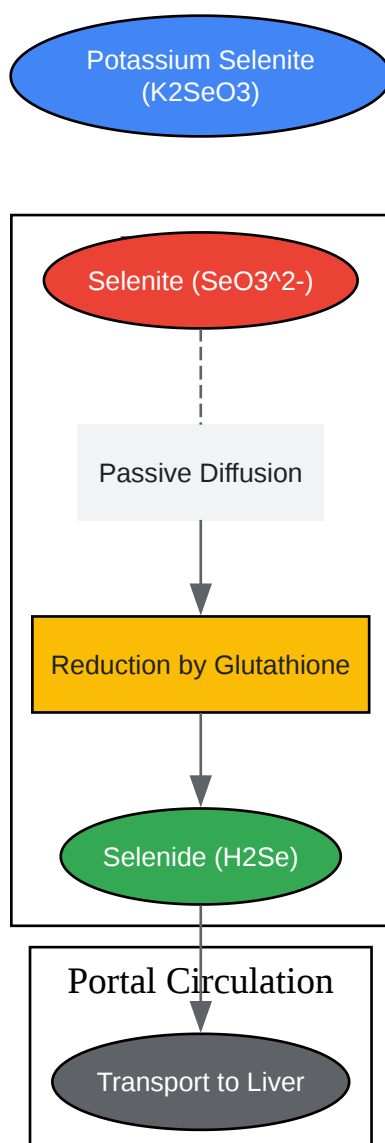 Potassium Selenite
(K2SeO3)
Selenite (SeO3^2-)
Passive Diffusion
Reduction by Glutathione
Selenide (H2Se)
Portal Circulation
Transport to Liver